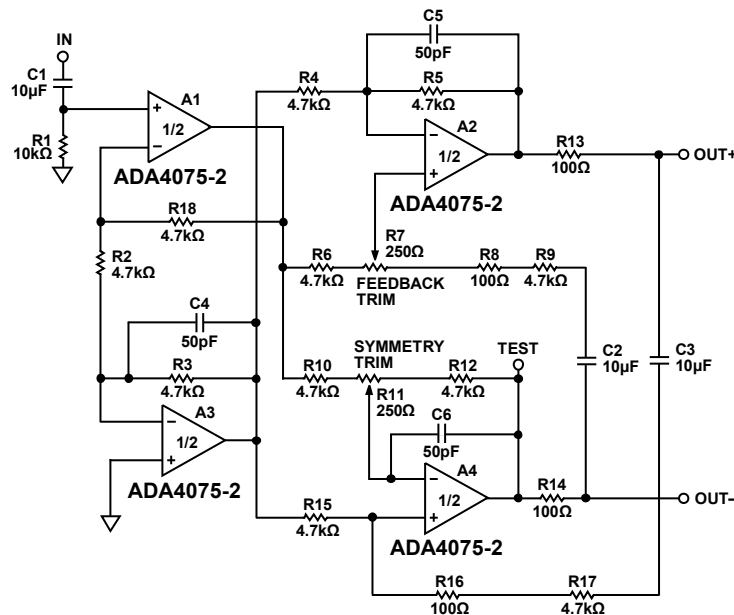 IN
C1
10µF
R1
10kΩ
+
A1
1/2
–
ADA4075-2
R18
4.7kΩ
R2
4.7kΩ
C4
50pF
R3
4.7kΩ
–
A3
1/2
+
ADA4075-2
C5
50pF
R4
4.7kΩ
R5
4.7kΩ
–
A2
1/2
+
ADA4075-2
R13
100Ω
OUT+
R7
250Ω
R6
4.7kΩ
FEEDBACK
TRIM
R8
100Ω
R9
4.7kΩ
C2
10µF
C3
10µF
SYMMETRY
TRIM
TEST
R10
4.7kΩ
R11
250Ω
R12
4.7kΩ
C6
50pF
–
A4
1/2
+
ADA4075-2
R14
100Ω
OUT–
R15
4.7kΩ
R16
100Ω
R17
4.7kΩ